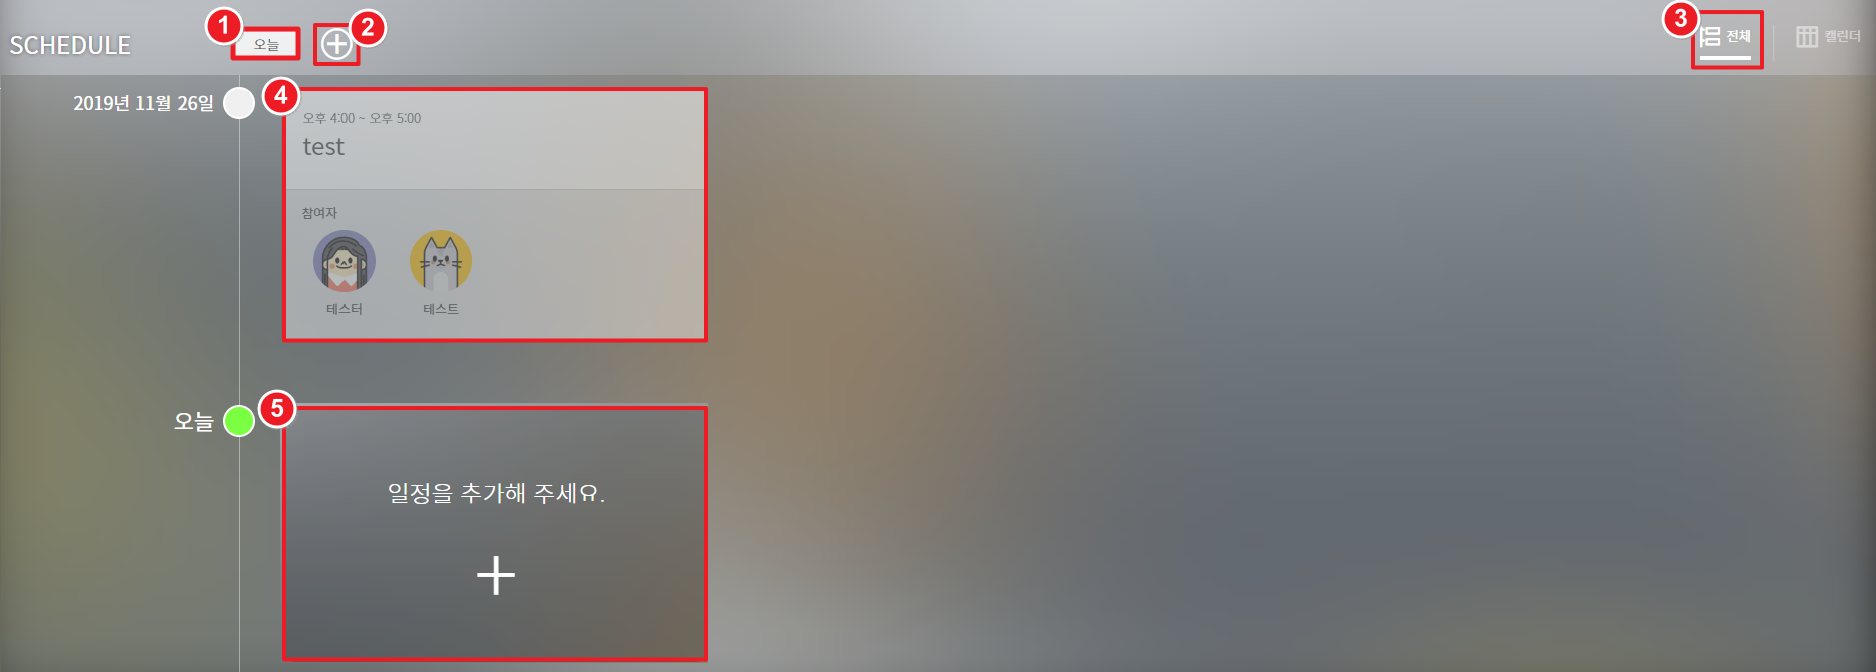 SCHEDULE
1
오늘
2
3
전체
캘린더
2019년 11월 26일
4
오후 4:00 ~ 오후 5:00
test
참여자
테스터
테스트
오늘
5
일정을 추가해 주세요.